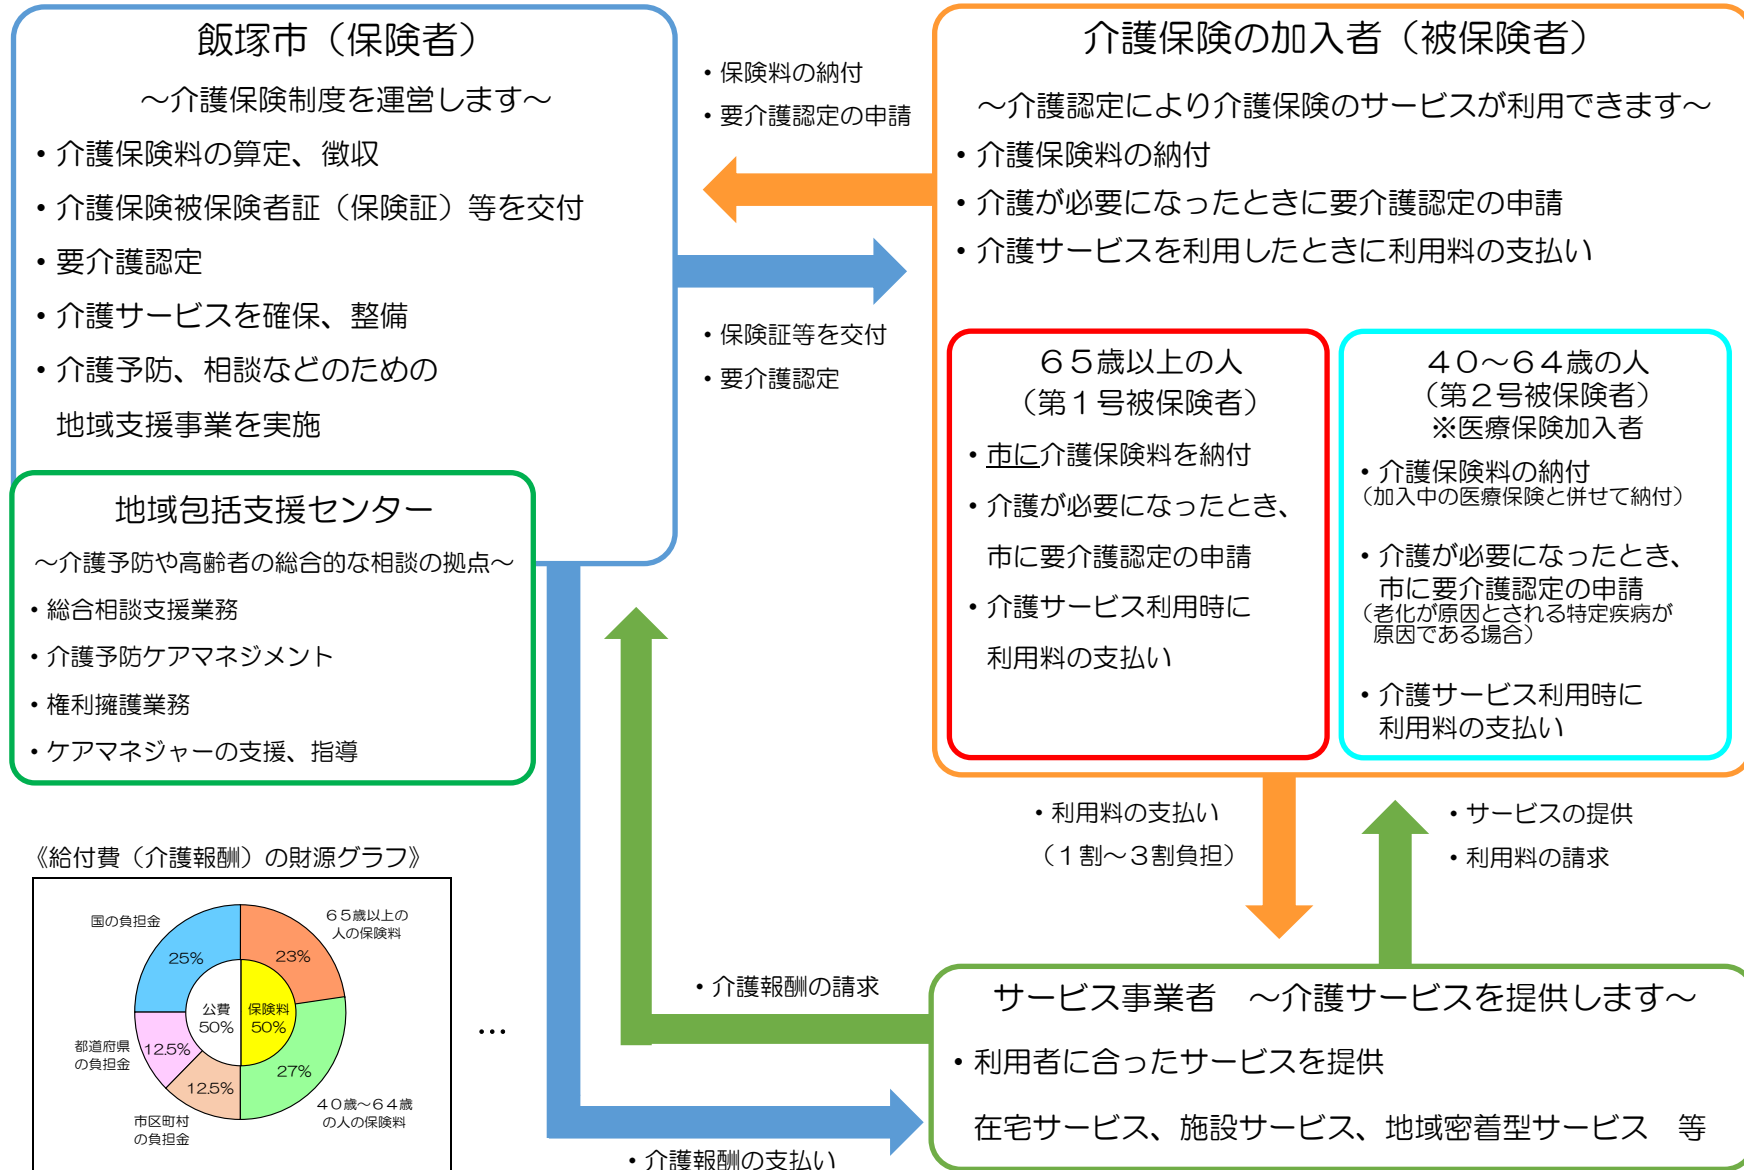 飯塚市（保険者）
～介護保険制度を運営します～
・介護保険料の算定、徴収
・介護保険被保険者証（保険証）等を交付
・要介護認定
・介護サービスを確保、整備
・介護予防、相談などのための
地域支援事業を実施
地域包括支援センター
～介護予防や高齢者の総合的な相談の拠点～
・総合相談支援業務
・介護予防ケアマネジメント
・権利擁護業務
・ケアマネジャーの支援、指導
・保険料の納付
・要介護認定の申請
・保険証等を交付
・要介護認定
介護保険の加入者（被保険者）
～介護認定により介護保険のサービスが利用できます～
・介護保険料の納付
・介護が必要になったときに要介護認定の申請
・介護サービスを利用したときに利用料の支払い
６５歳以上の人
（第１号被保険者）
・市に介護保険料を納付
・介護が必要になったとき、
市に要介護認定の申請
・介護サービス利用時に
利用料の支払い
４０～６４歳の人
（第２号被保険者）
※医療保険加入者
・介護保険料の納付
（加入中の医療保険と併せて納付）
・介護が必要になったとき、
市に要介護認定の申請
（老化が原因とされる特定疾病が
原因である場合）
・介護サービス利用時に
利用料の支払い
・利用料の支払い
（１割～３割負担）
・サービスの提供
・利用料の請求
《給付費（介護報酬）の財源グラフ》
国の負担金
25%
６５歳以上の
人の保険料
23%
公費
50%
保険料
50%
都道府県
の負担金
12.5%
12.5%
市区町村
の負担金
27%
４０歳～６４歳
の人の保険料
…
・介護報酬の請求
・介護報酬の支払い
サービス事業者　～介護サービスを提供します～
・利用者に合ったサービスを提供
在宅サービス、施設サービス、地域密着型サービス　等